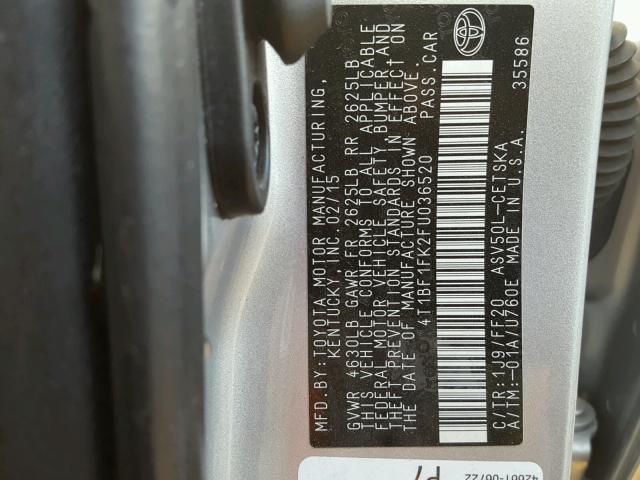 MFD.BY:TOYOTA MOTOR MANUFACTURING,
KENTUCKY, INC. 02/15
GVWR 4630LB GAWR FR 2625LB RR 2625LB
THIS VEHICLE CONFORMS TO ALL APPLICABLE
FEDERAL MOTOR VEHICLE SAFETY, BUMPER, AND
THEFT PREVENTION STANDARDS IN EFFECT ON
THE DATE OF MANUFACTURE SHOWN ABOVE.
4T1BF1FK2FU036520 PASS.CAR
C/TR:1J9/FF20 ASV50L-CETSKA
A/TM:-01A/U760E MADE IN U.S.A. 35586
42661-06722